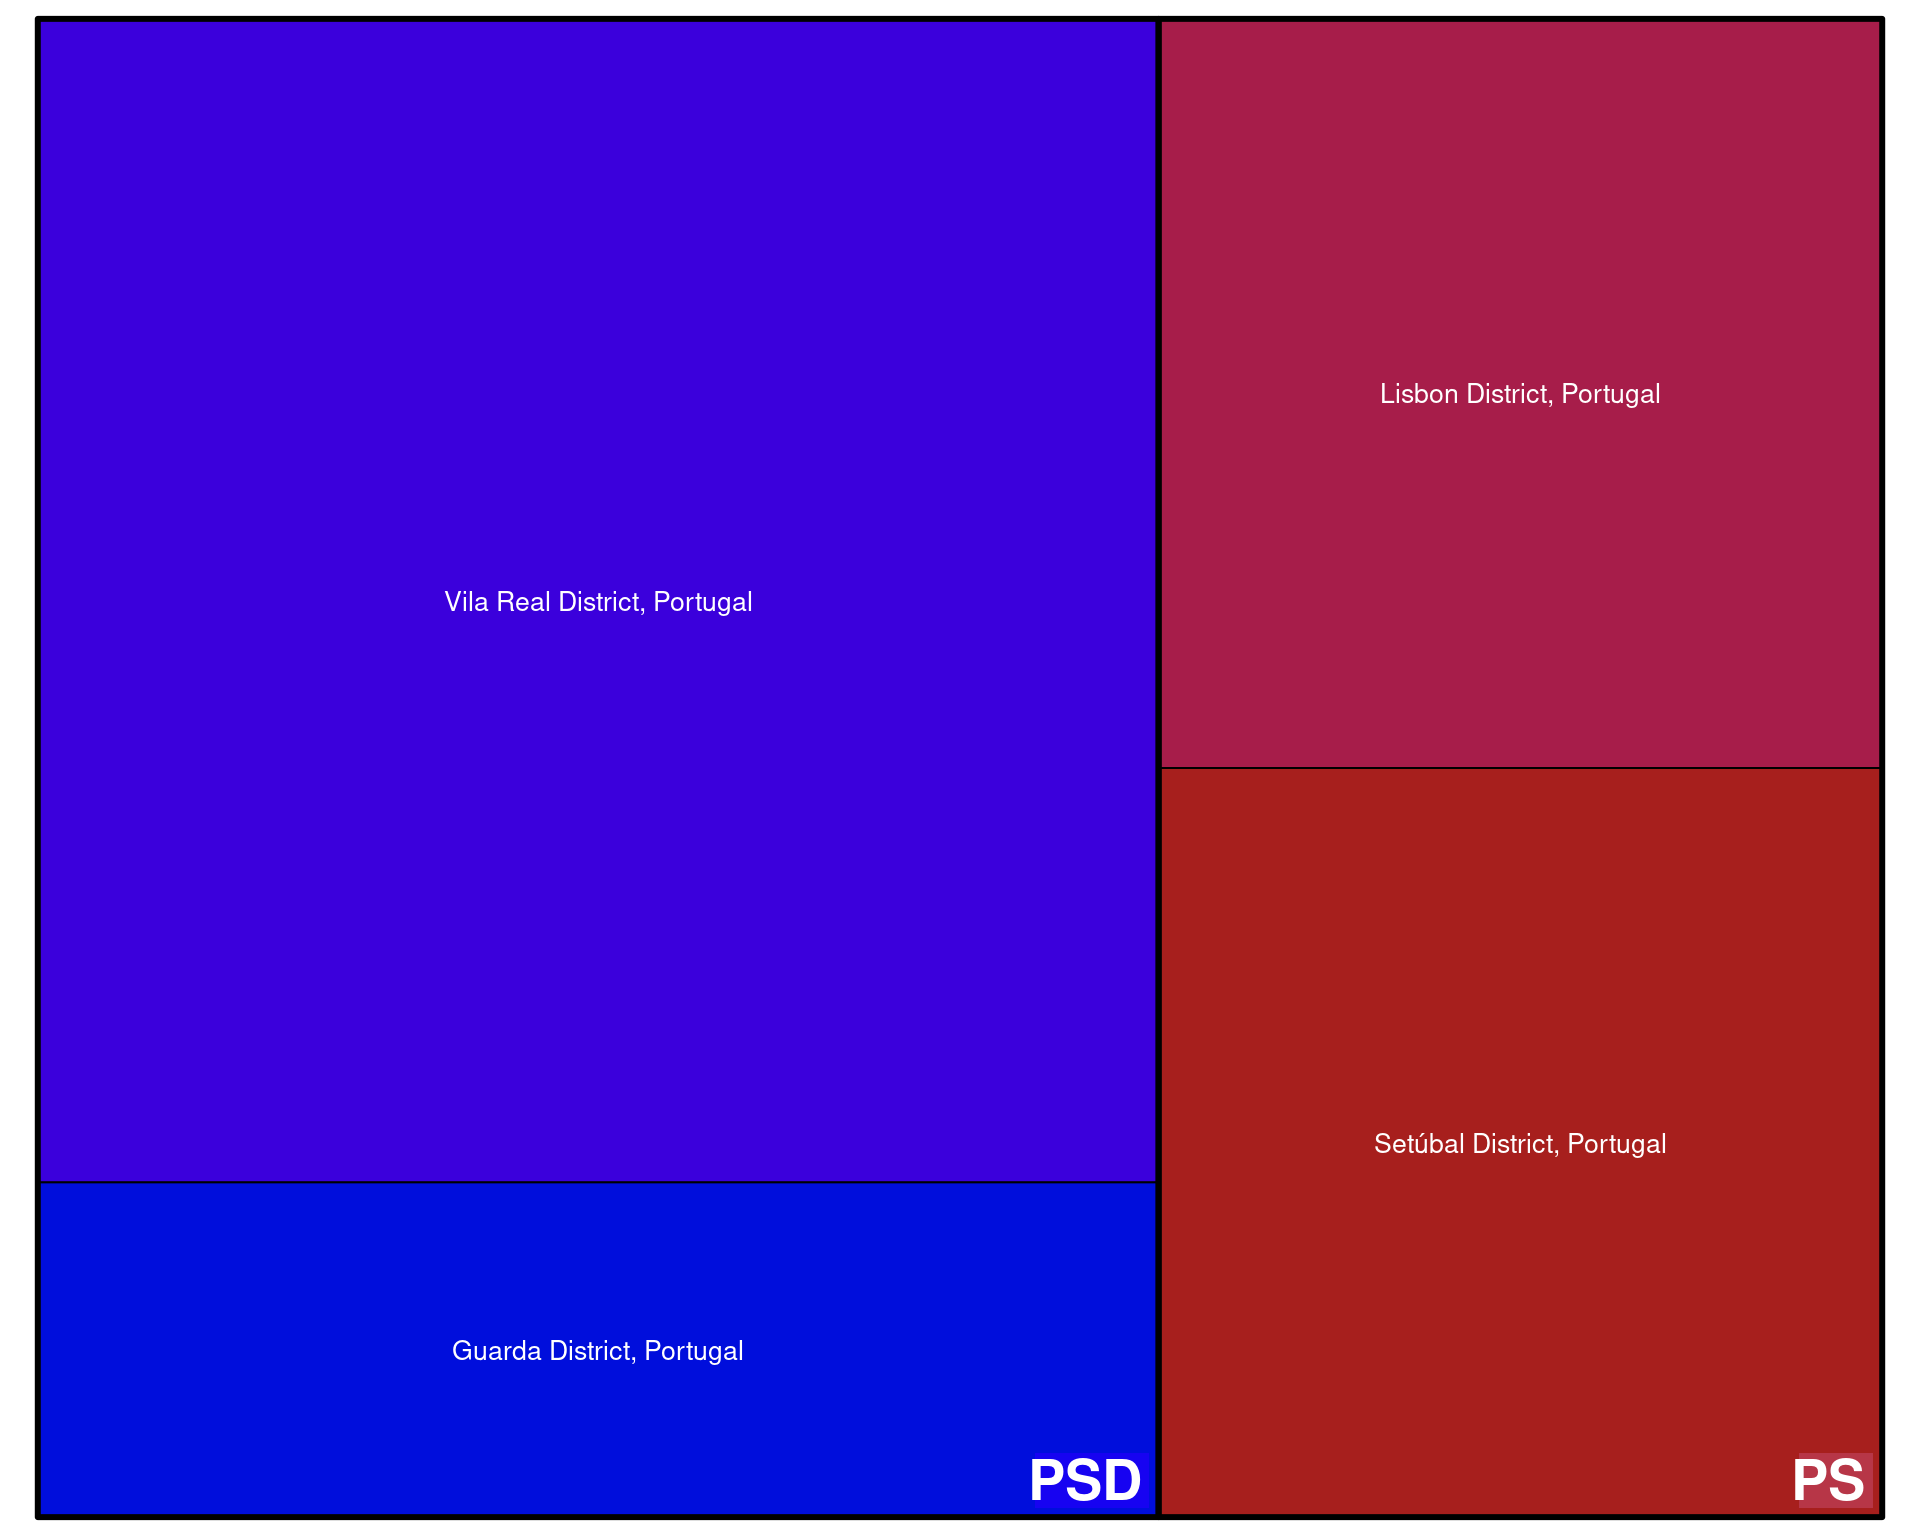 Vila Real District, Portugal
Guarda District, Portugal
PSD
Lisbon District, Portugal
Setúbal District, Portugal
PS